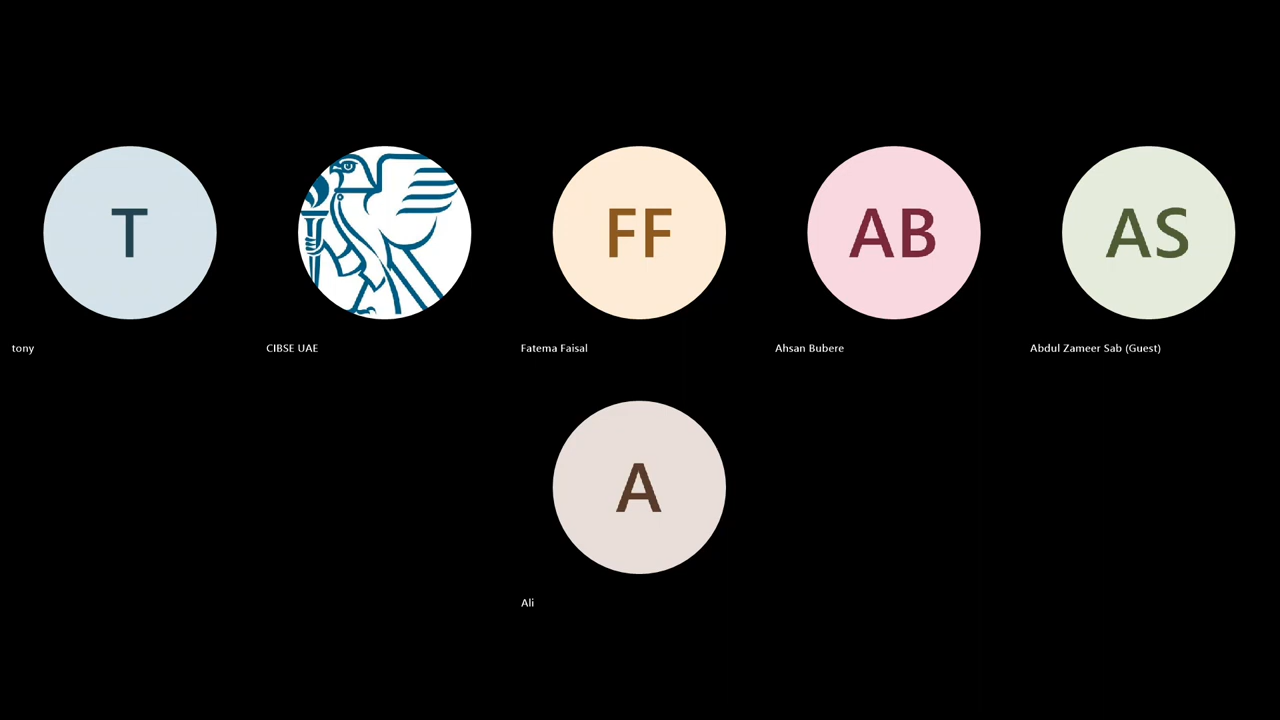 T
FF
AB
AS
tony
CIBSE UAE
Fatema Faisal
Ahsan Bubere
Abdul Zameer Sab (Guest)
A
Ali